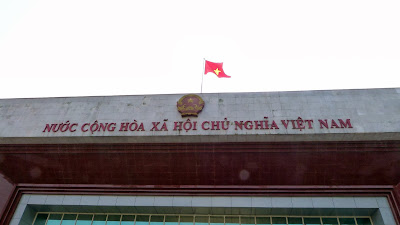 NƯỚC CỘNG HÒA XÃ HỘI CHỦ NGHĨA VIỆT NAM